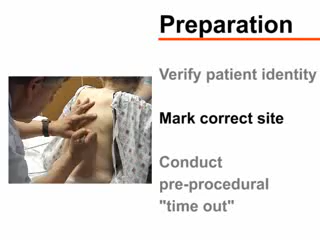 Preparation
Verify patient identity
Mark correct site
Conduct
pre-procedural
"time out"